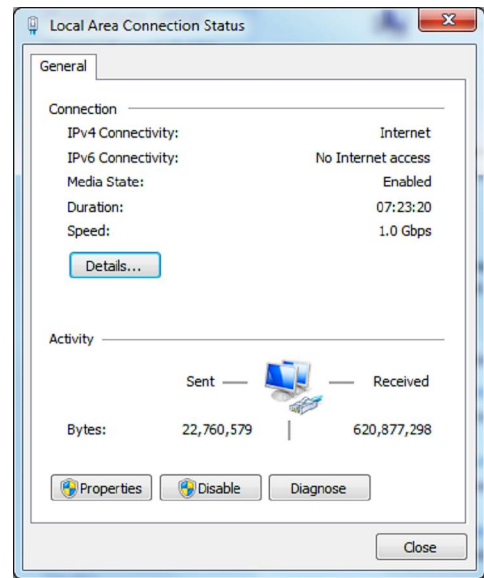 Local Area Connection Status
General
Connection
IPv4 Connectivity: Internet
IPv6 Connectivity: No Internet access
Media State: Enabled
Duration: 07:23:20
Speed: 1.0 Gbps
Details...
Activity
Sent Received
Bytes: 22,760,579 620,877,298
Properties Disable Diagnose
Close